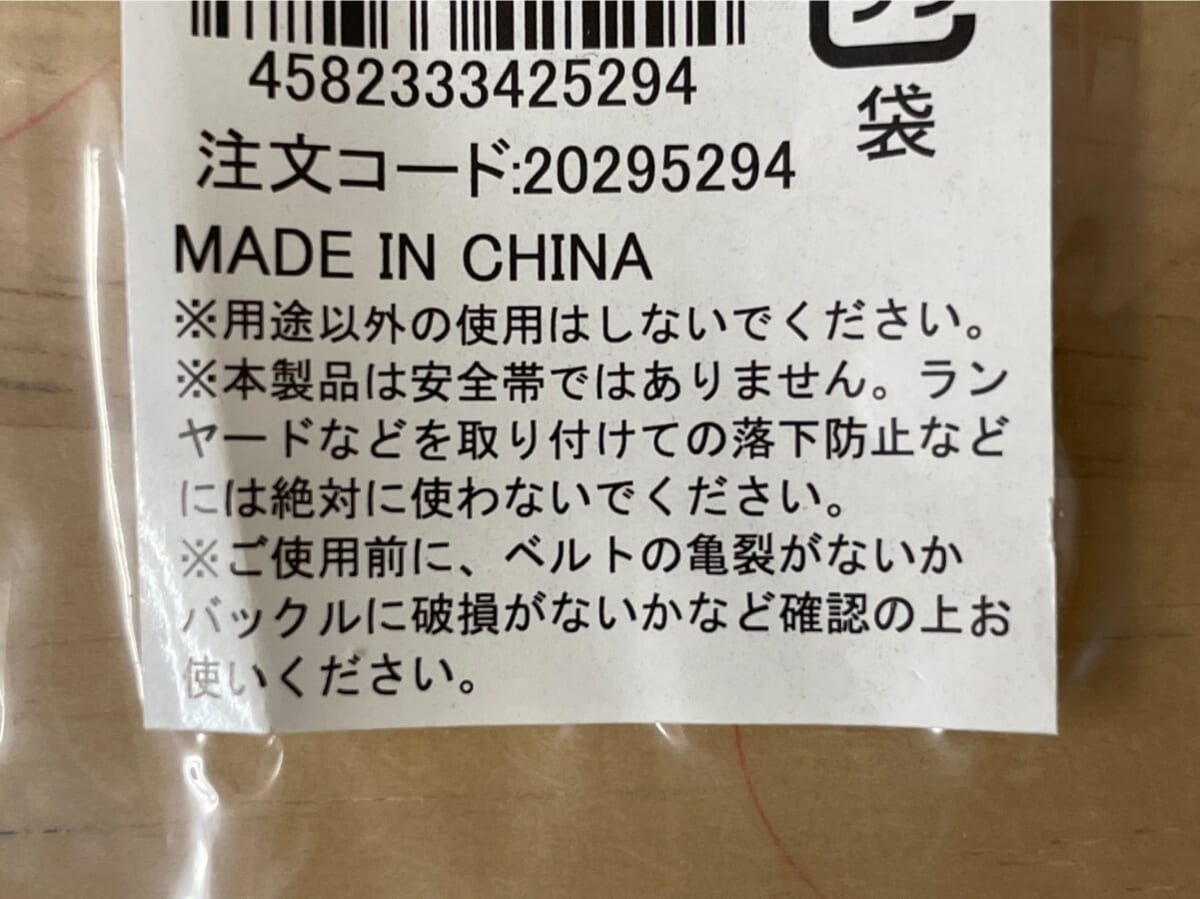 4582333425294
袋
注文コード:20295294
MADE IN CHINA
※用途以外の使用はしないでください。
※本製品は安全帯ではありません。ラン
ヤードなどを取り付けての落下防止など
には絶対に使わないでください。
※ご使用前に、ベルトの亀裂がないか
バックルに破損がないかなど確認の上お
使いください。